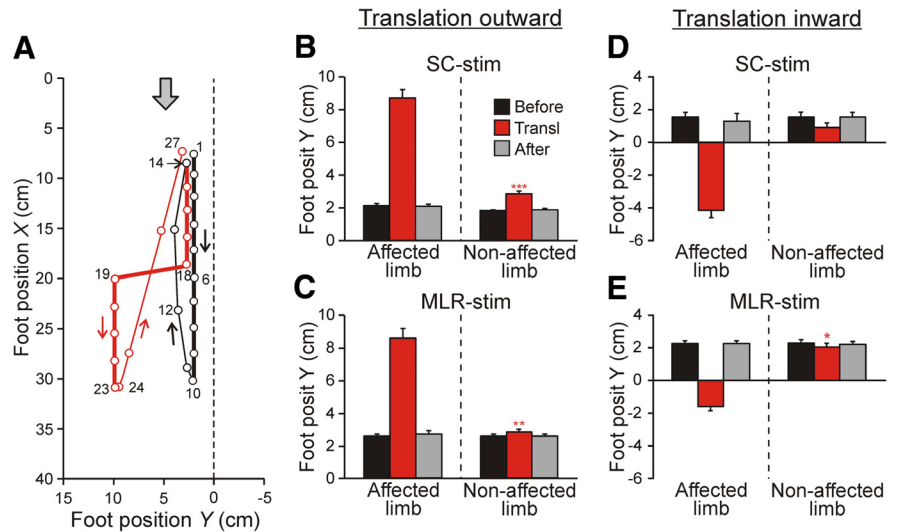 Translation outward
Translation inward
A
0
5
10
15
20
25
30
35
40
Foot position X (cm)
15
10
5
0
-5
Foot position Y (cm)
27
1
14
19
18
6
12
23
24
10
B
SC-stim
10
8
6
4
2
0
Foot posit Y (cm)
Before
Transl
After
***
Affected
limb
Non-affected
limb
C
MLR-stim
10
8
6
4
2
0
Foot posit Y (cm)
**
Affected
limb
Non-affected
limb
D
SC-stim
4
2
0
-2
-4
-6
Foot posit Y (cm)
Affected
limb
Non-affected
limb
E
MLR-stim
4
2
0
-2
-4
-6
Foot posit Y (cm)
*
Affected
limb
Non-affected
limb